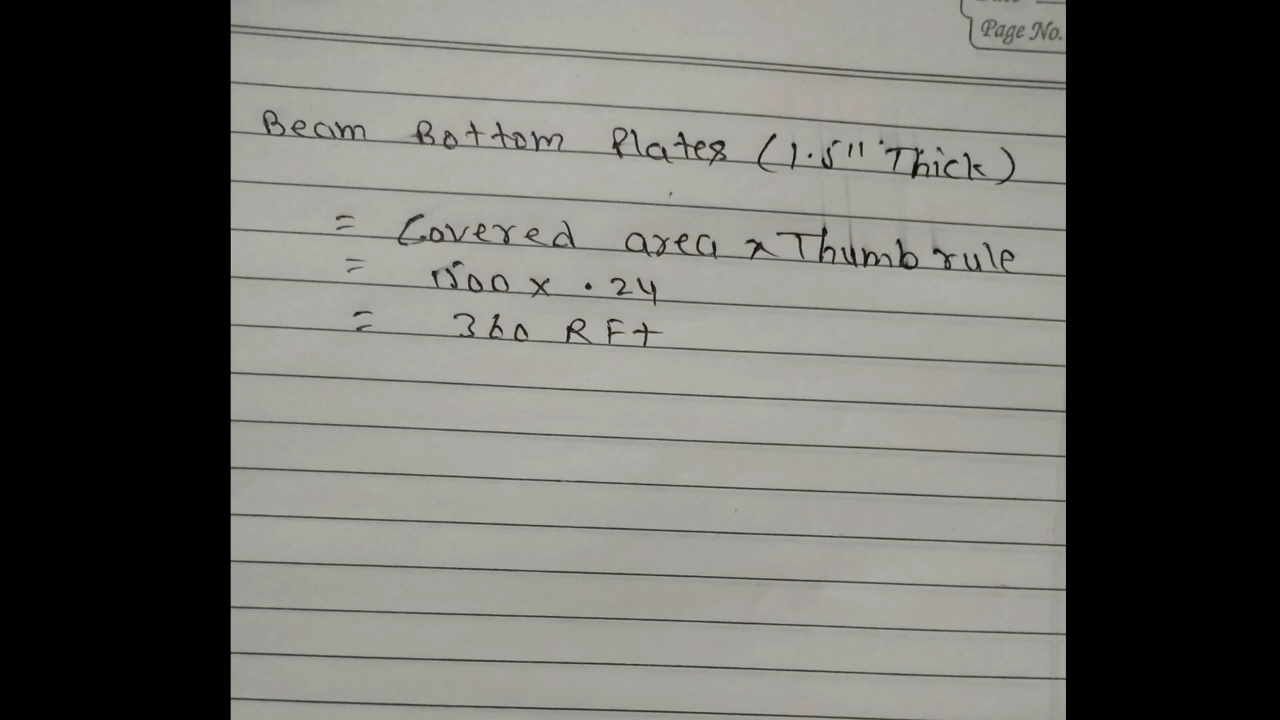 Page No.
Beam Bottom Plates (1.5" Thick)
= Covered area x Thumb rule
= 1500 x .24
= 360 RFt